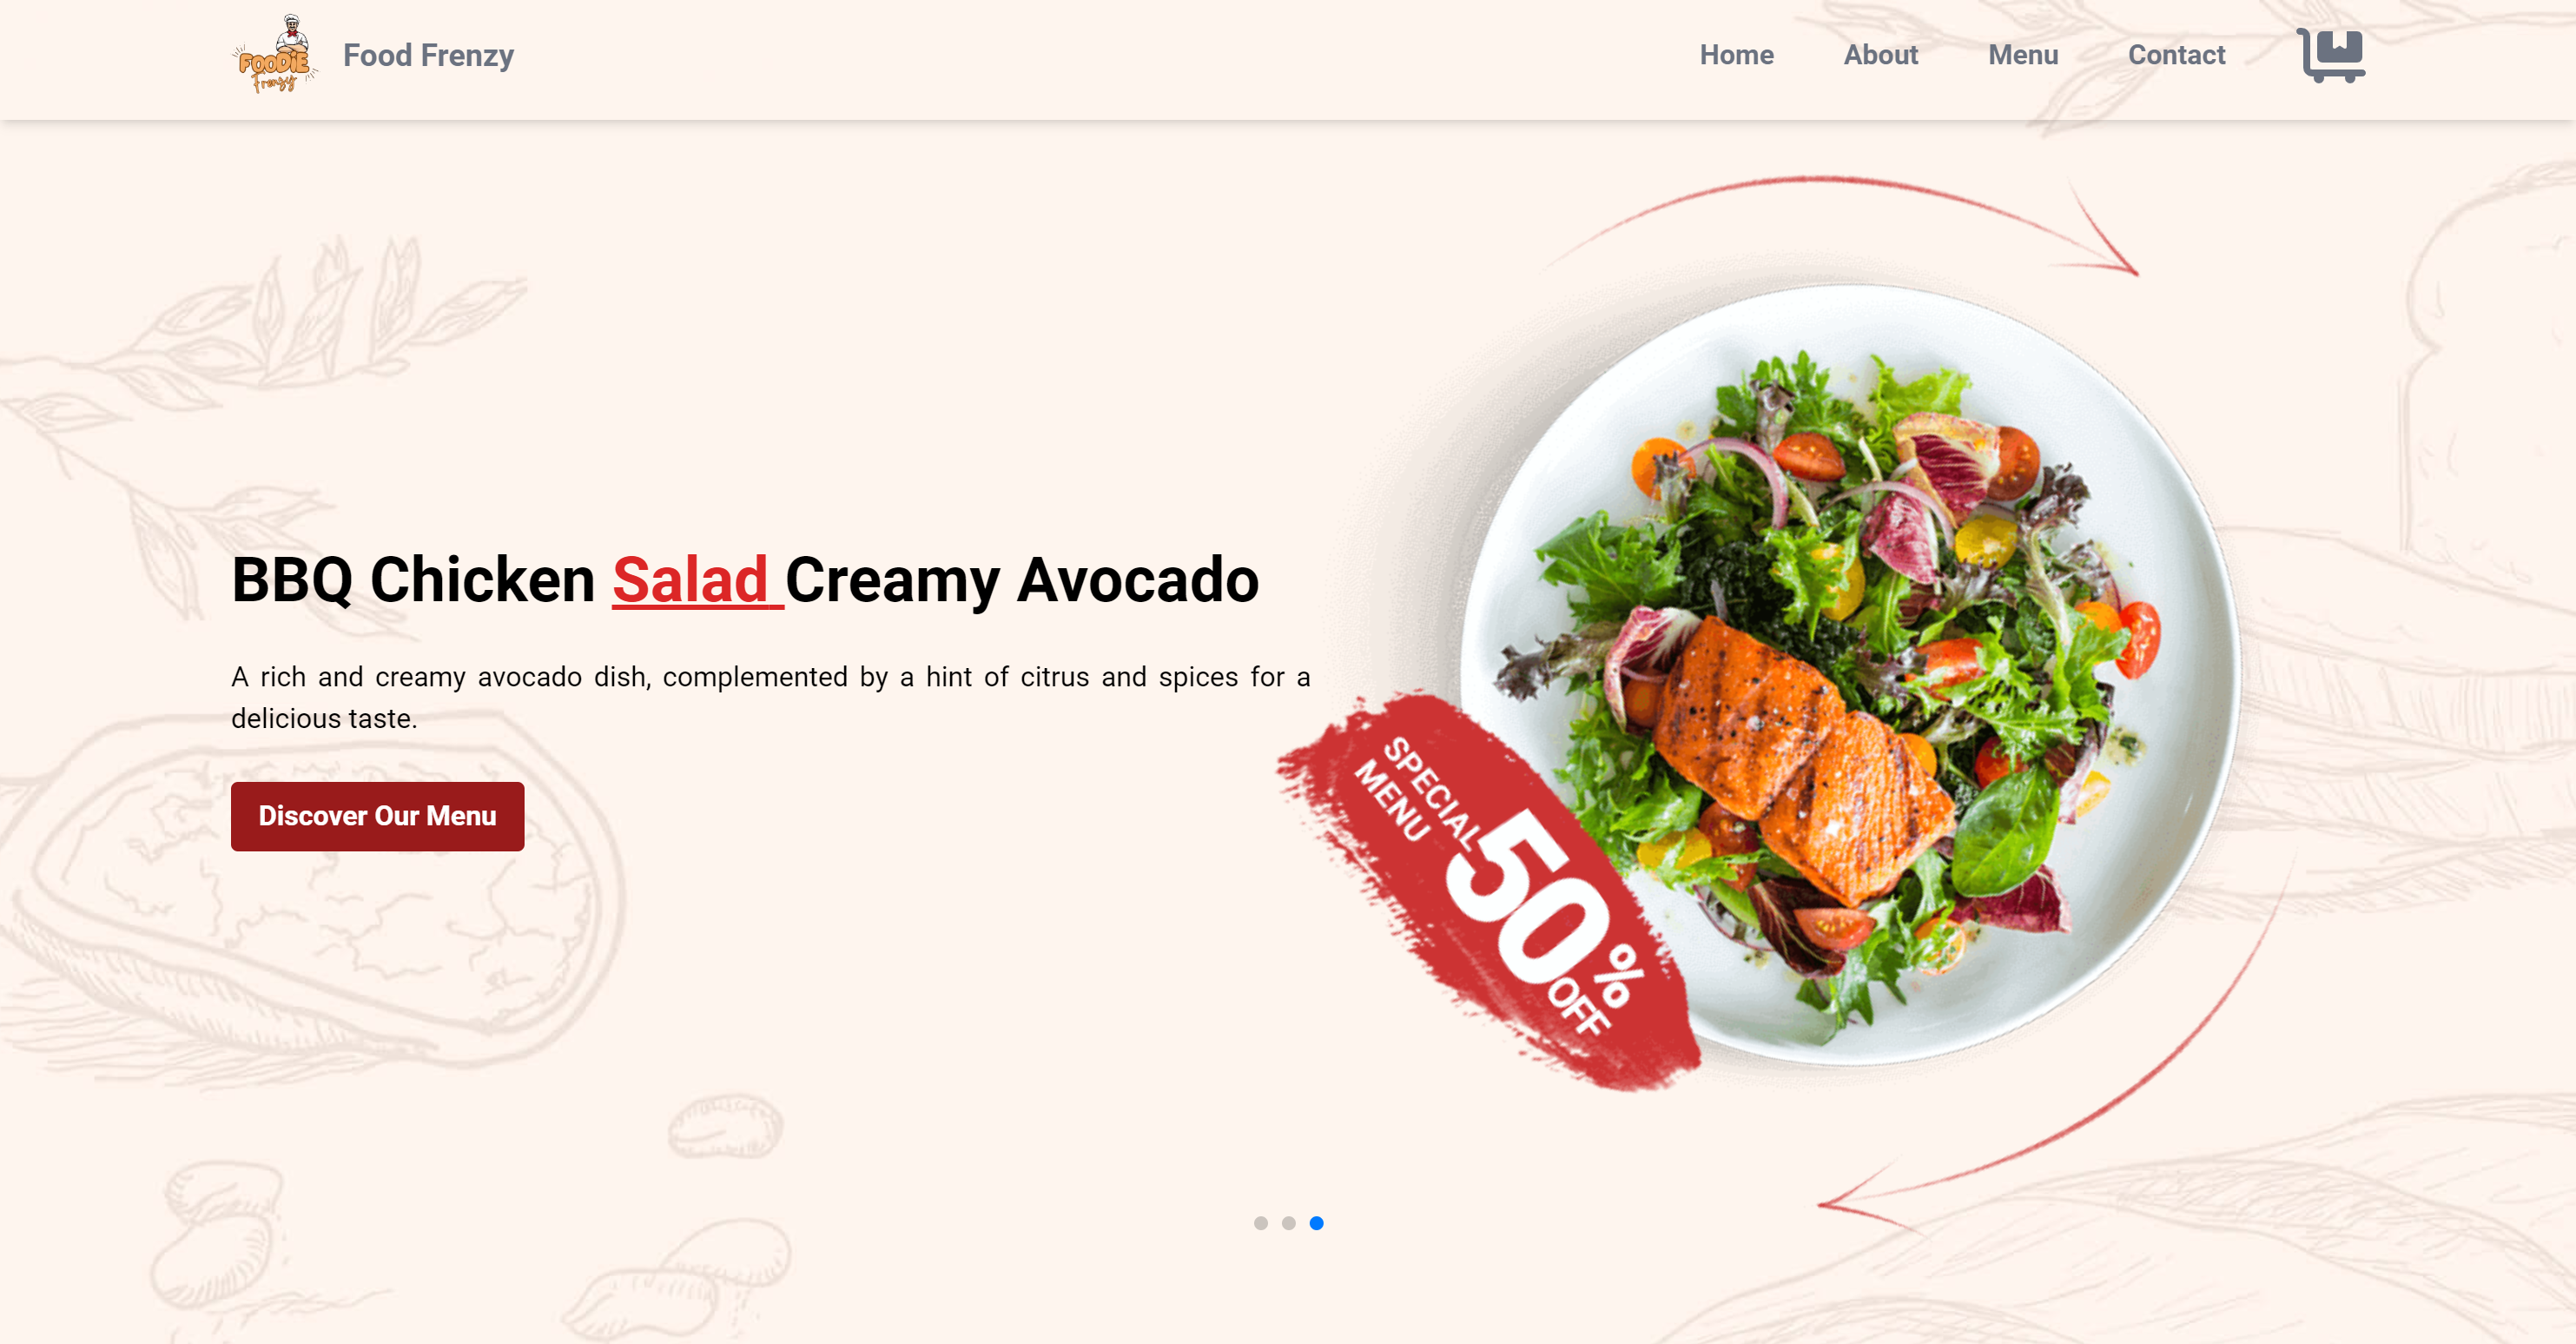 FOODIE
Frenzy
Food Frenzy
Home
About
Menu
Contact
BBQ Chicken Salad Creamy Avocado
A rich and creamy avocado dish, complemented by a hint of citrus and spices for a
delicious taste.
Discover Our Menu
SPECIAL
MENU
50%
OFF